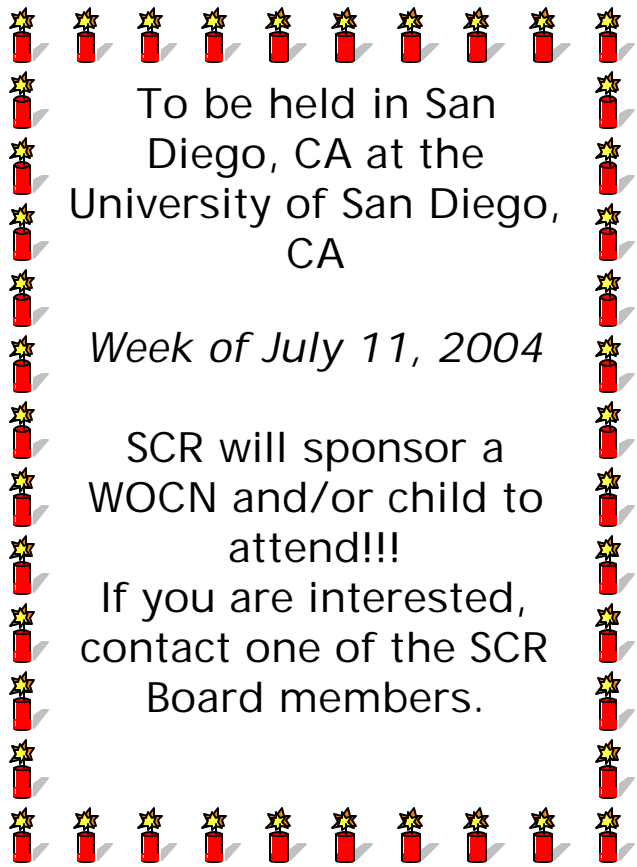 To be held in San
Diego, CA at the
University of San Diego,
CA
Week of July 11, 2004
SCR will sponsor a
WOCN and/or child to
attend!!!
If you are interested,
contact one of the SCR
Board members.